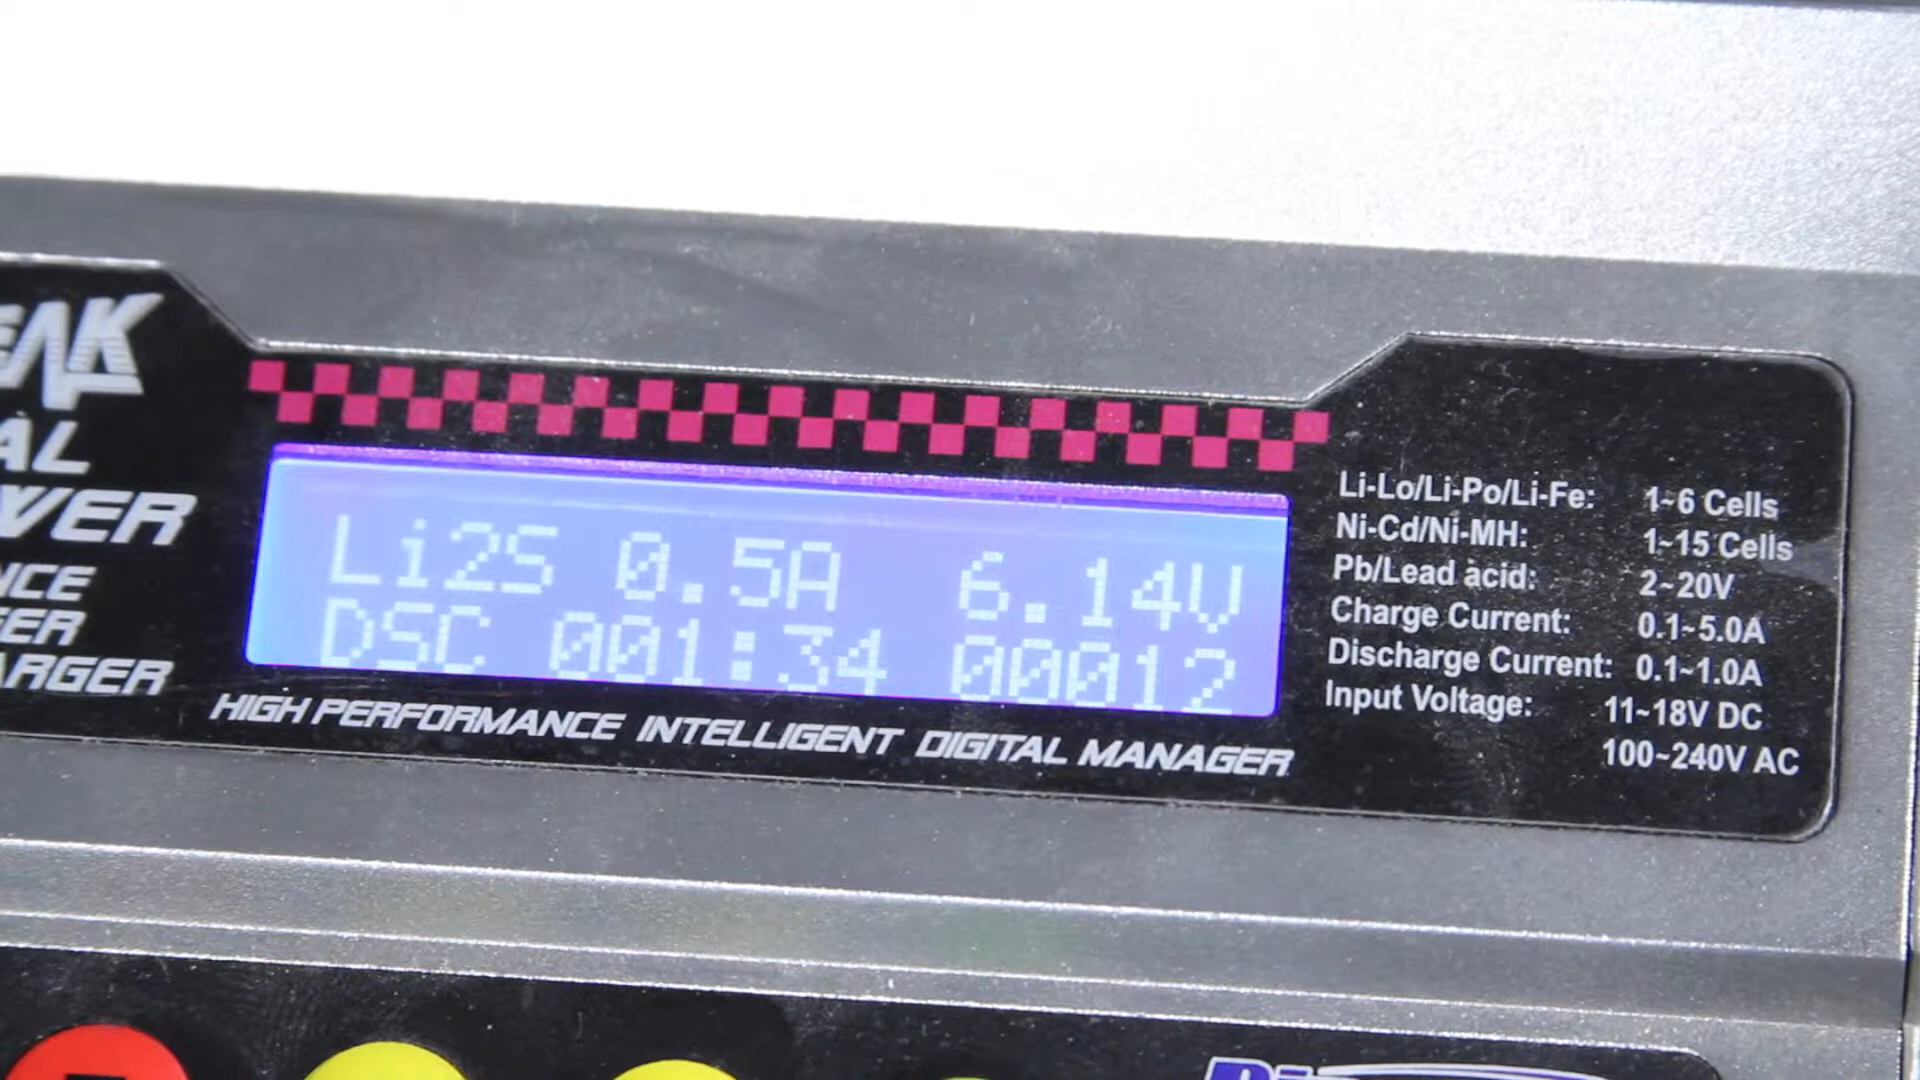 Li2S 0.5A 6.14V
DSC 001:34 00012
HIGH PERFORMANCE INTELLIGENT DIGITAL MANAGER
Li-Lo/Li-Po/Li-Fe: 1~6 Cells
Ni-Cd/Ni-MH: 1~15 Cells
Pb/Lead acid: 2~20V
Charge Current: 0.1~5.0A
Discharge Current: 0.1~1.0A
Input Voltage: 11~18V DC
100~240V AC